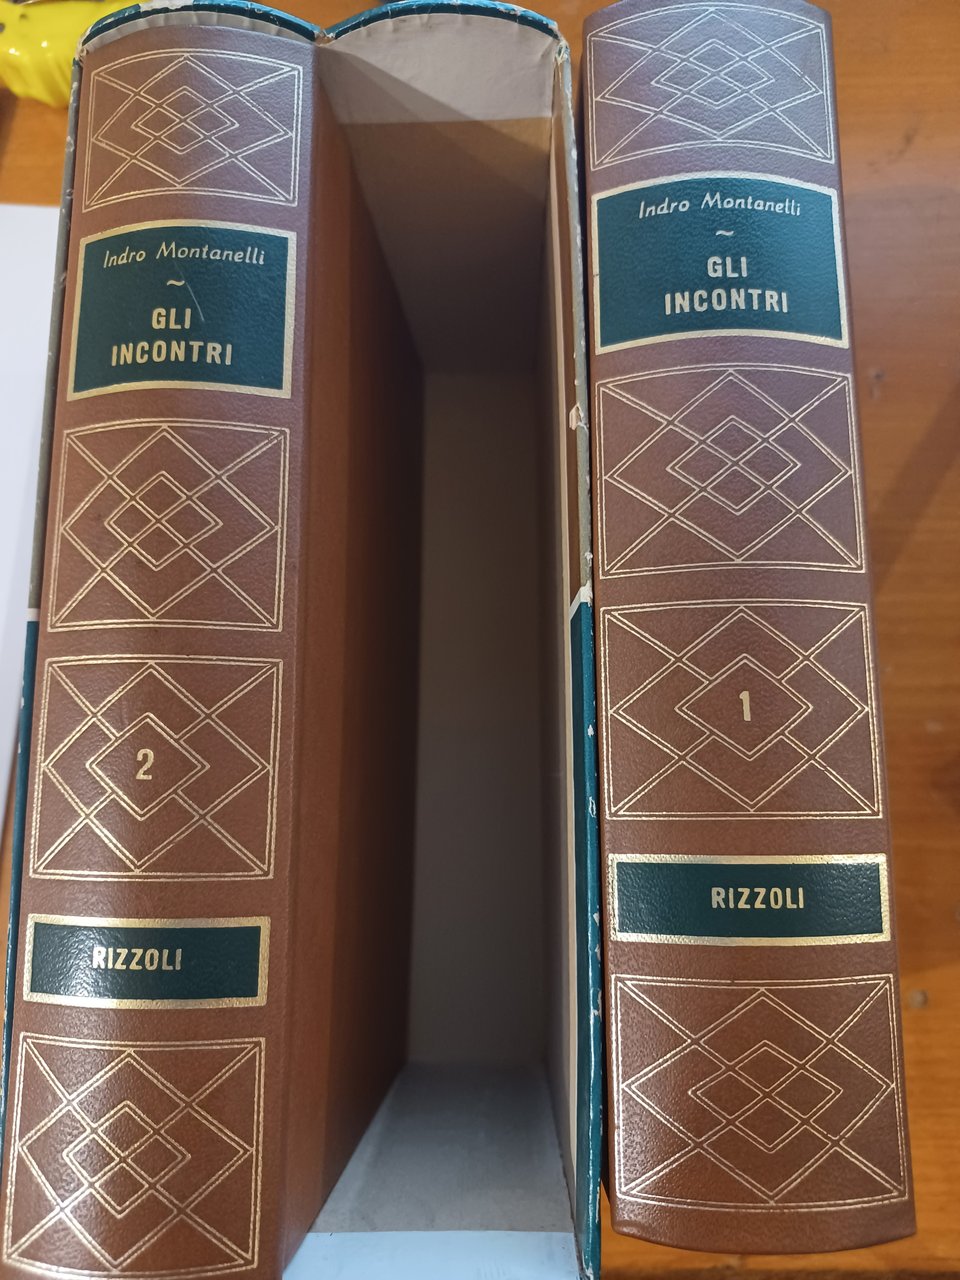 Indro Montanelli
~
GLI
INCONTRI
2
RIZZOLI
Indro Montanelli
~
GLI
INCONTRI
1
RIZZOLI